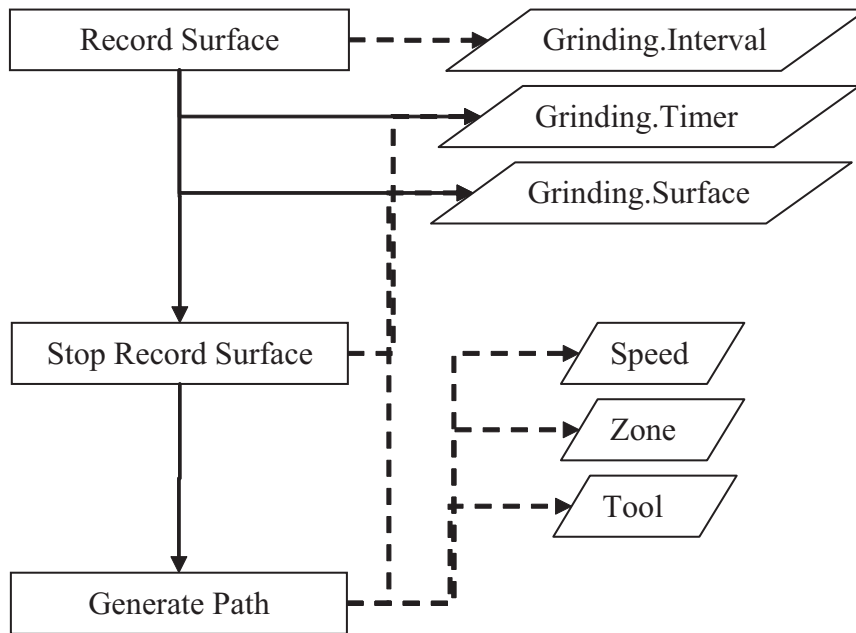 Record Surface
Grinding.Interval
Grinding.Timer
Grinding.Surface
Stop Record Surface
Speed
Zone
Tool
Generate Path